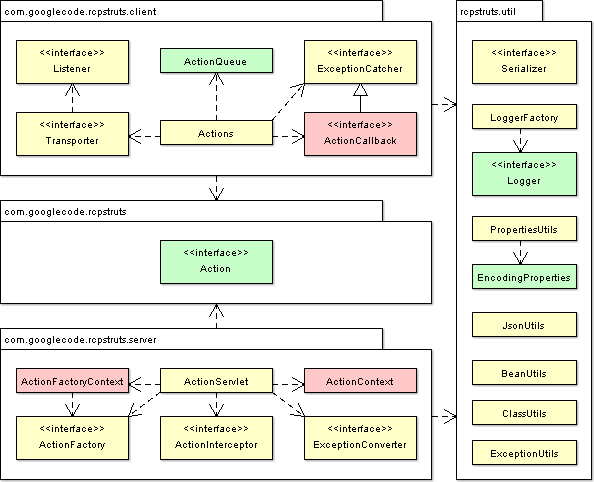 com.googlecode.rcpstruts.client
<<interface>>
Listener
ActionQueue
<<interface>>
ExceptionCatcher
<<interface>>
Transporter
Actions
<<interface>>
ActionCallback
com.googlecode.rcpstruts
<<interface>>
Action
com.googlecode.rcpstruts.server
ActionFactoryContext
ActionServlet
ActionContext
<<interface>>
ActionFactory
<<interface>>
ActionInterceptor
<<interface>>
ExceptionConverter
rcpstruts.util
<<interface>>
Serializer
LoggerFactory
<<interface>>
Logger
PropertiesUtils
EncodingProperties
JsonUtils
BeanUtils
ClassUtils
ExceptionUtils